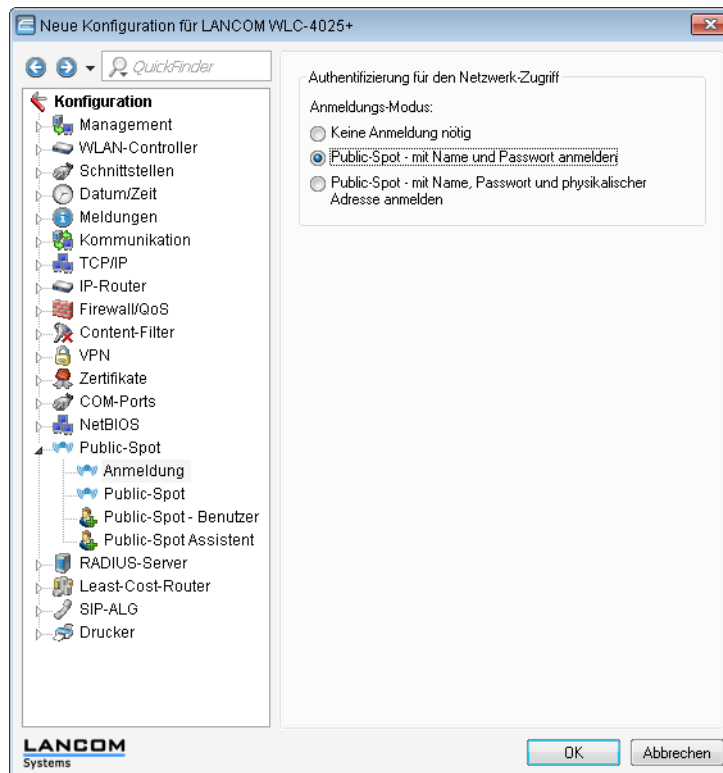 Neue Konfiguration für LANCOM WLC-4025+
QuickFinder
Konfiguration
Management
WLAN-Controller
Schnittstellen
Datum/Zeit
Meldungen
Kommunikation
TCP/IP
IP-Router
Firewall/QoS
Content-Filter
VPN
Zertifikate
COM-Ports
NetBIOS
Public-Spot
Anmeldung
Public-Spot
Public-Spot - Benutzer
Public-Spot Assistent
RADIUS-Server
Least-Cost-Router
SIP-ALG
Drucker
Authentifizierung für den Netzwerk-Zugriff
Anmeldungs-Modus:
Keine Anmeldung nötig
Public-Spot - mit Name und Passwort anmelden
Public-Spot - mit Name, Passwort und physikalischer
Adresse anmelden
LANCOM
Systems
OK
Abbrechen